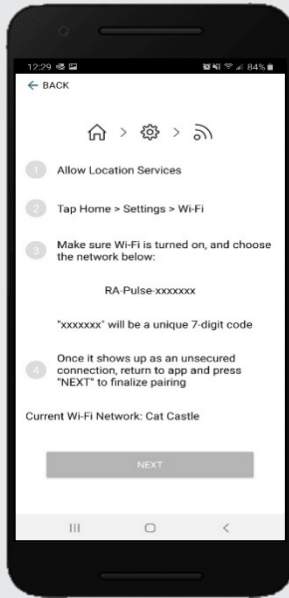 12:29 84%
← BACK
> >
1 Allow Location Services
2 Tap Home > Settings > Wi-Fi
3 Make sure Wi-Fi is turned on, and choose
the network below:
RA-Pulse-xxxxxxx
"xxxxxxx" will be a unique 7-digit code
4 Once it shows up as an unsecured
connection, return to app and press
"NEXT" to finalize pairing
Current Wi-Fi Network: Cat Castle
NEXT